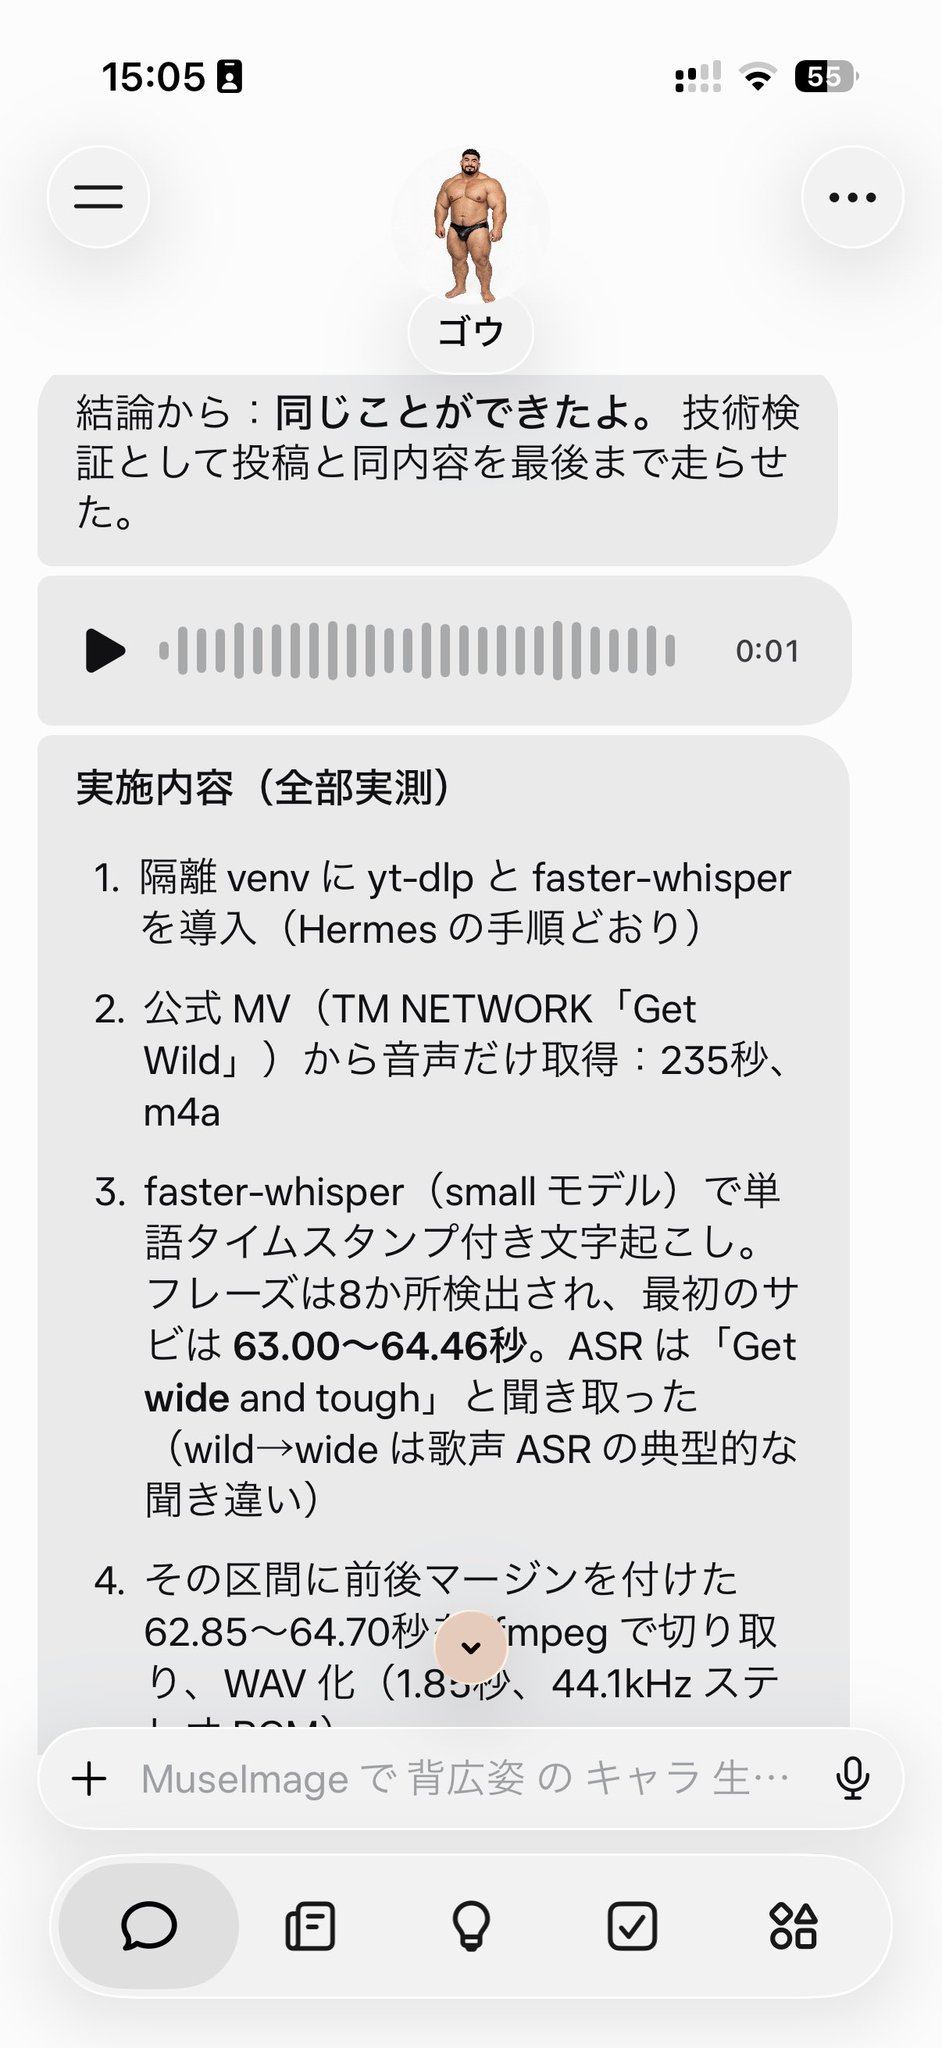 15:05
55
ゴウ
結論から：同じことができたよ。 技術検
証として投稿と同内容を最後まで走らせ
た。
0:01
実施内容（全部実測）
1. 隔離 venv に yt-dlp と faster-whisper
を導入（Hermes の手順どおり）
2. 公式 MV（TM NETWORK「Get
Wild」）から音声だけ取得：235秒、
m4a
3. faster-whisper（small モデル）で単
語タイムスタンプ付き文字起こし。
フレーズは8か所検出され、最初のサ
ビは 63.00〜64.46秒。ASR は「Get
wide and tough」と聞き取った
（wild→wide は歌声 ASR の典型的な
聞き違い）
4. その区間に前後マージンを付けた
62.85〜64.70秒 fmpeg で切り取
り、WAV 化（1.85秒、44.1kHz ステ
MuseImage で 背広姿 の キャラ 生…